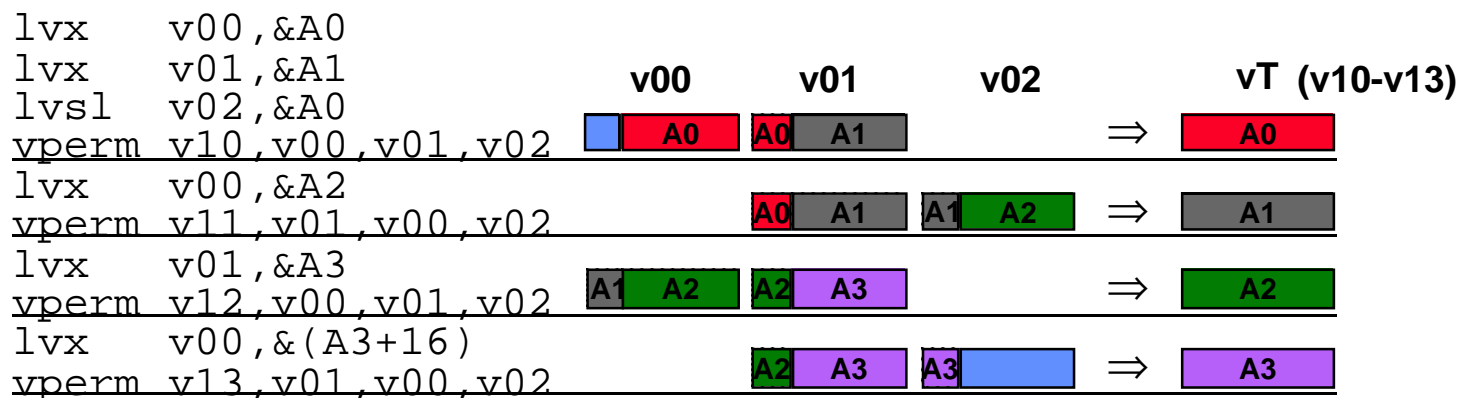 lvx v00,&A0
lvx v01,&A1
lvsl v02,&A0
vperm v10,v00,v01,v02
v00 v01 v02 vT (v10-v13)
A0 A0 A1 ⇒ A0
lvx v00,&A2
vperm v11,v01,v00,v02
A0 A1 A1 A2 ⇒ A1
lvx v01,&A3
vperm v12,v00,v01,v02
A1 A2 A2 A3 ⇒ A2
lvx v00,&(A3+16)
vperm v13,v01,v00,v02
A2 A3 A3 ⇒ A3